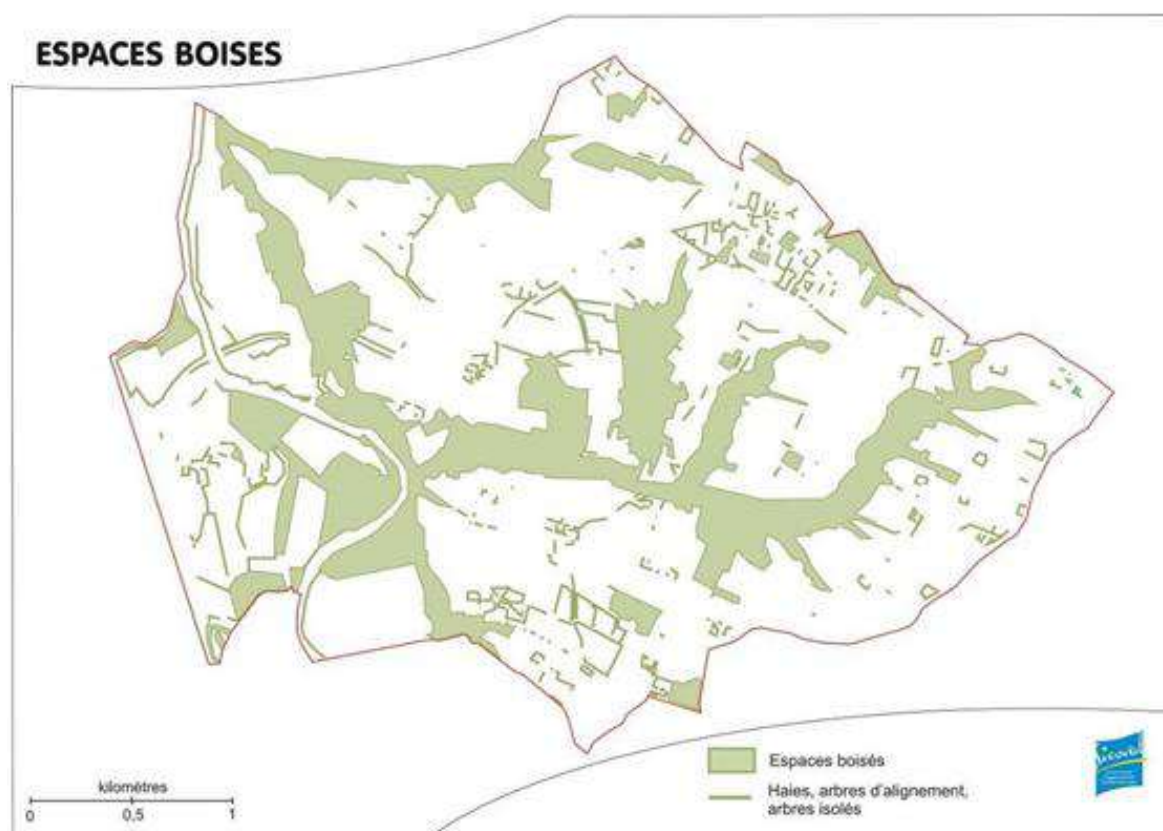 ESPACES BOISES
kilomètres
0 0,5 1
Espaces boisés
Haies, arbres d'alignement,
arbres isolés